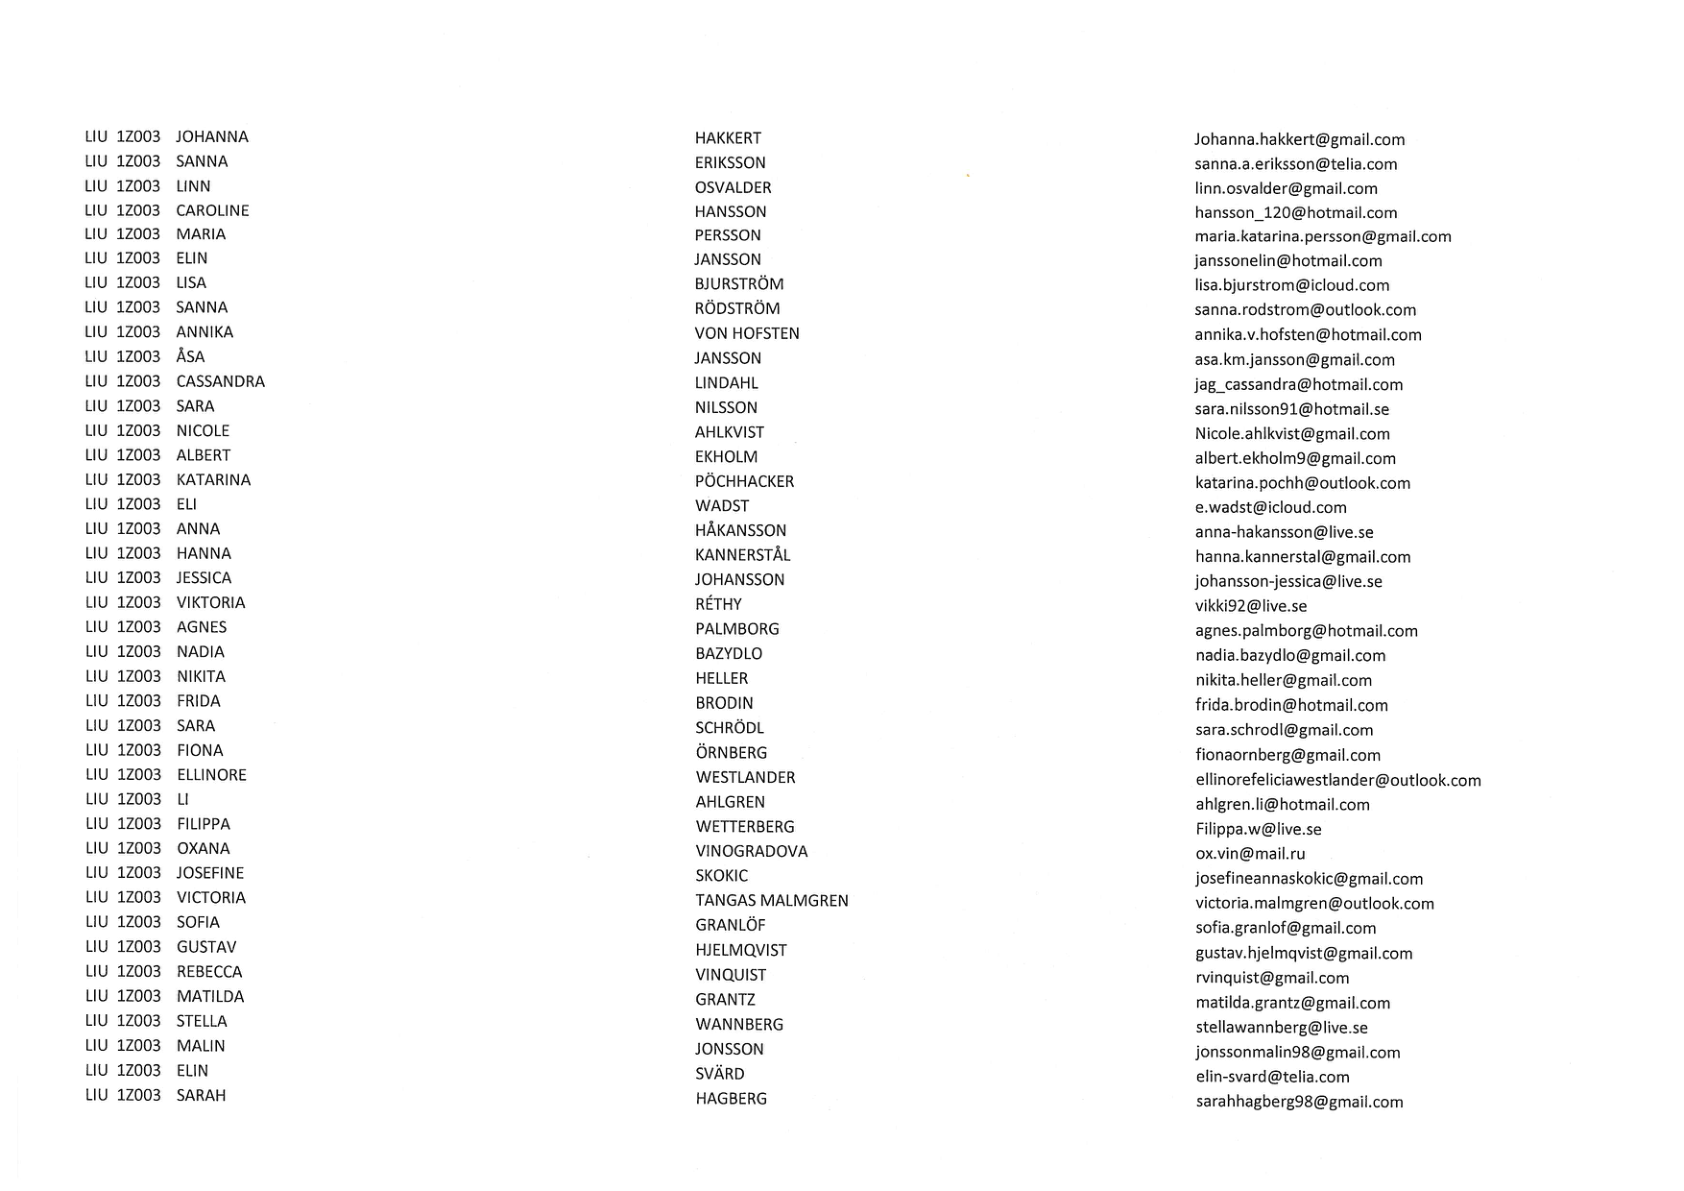 LIU 1Z003 JOHANNA HAKKERT Johanna.hakkert@gmail.com
LIU 1Z003 SANNA ERIKSSON sanna.a.eriksson@telia.com
LIU 1Z003 LINN OSVALDER linn.osvalder@gmail.com
LIU 1Z003 CAROLINE HANSSON hansson_120@hotmail.com
LIU 1Z003 MARIA PERSSON maria.katarina.persson@gmail.com
LIU 1Z003 ELIN JANSSON janssonelin@hotmail.com
LIU 1Z003 LISA BJURSTRÖM lisa.bjurstrom@icloud.com
LIU 1Z003 SANNA RÖDSTRÖM sanna.rodstrom@outlook.com
LIU 1Z003 ANNIKA VON HOFSTEN annika.v.hofsten@hotmail.com
LIU 1Z003 ÅSA JANSSON asa.km.jansson@gmail.com
LIU 1Z003 CASSANDRA LINDAHL jag_cassandra@hotmail.com
LIU 1Z003 SARA NILSSON sara.nilsson91@hotmail.se
LIU 1Z003 NICOLE AHLKVIST Nicole.ahlkvist@gmail.com
LIU 1Z003 ALBERT EKHOLM albert.ekholm9@gmail.com
LIU 1Z003 KATARINA PÖCHHACKER katarina.pochh@outlook.com
LIU 1Z003 ELI WADST e.wadst@icloud.com
LIU 1Z003 ANNA HÅKANSSON anna-hakansson@live.se
LIU 1Z003 HANNA KANNERSTÅL hanna.kannerstal@gmail.com
LIU 1Z003 JESSICA JOHANSSON johansson-jessica@live.se
LIU 1Z003 VIKTORIA RÉTHY vikki92@live.se
LIU 1Z003 AGNES PALMBORG agnes.palmborg@hotmail.com
LIU 1Z003 NADIA BAZYDLO nadia.bazydlo@gmail.com
LIU 1Z003 NIKITA HELLER nikita.heller@gmail.com
LIU 1Z003 FRIDA BRODIN frida.brodin@hotmail.com
LIU 1Z003 SARA SCHRÖDL sara.schrodl@gmail.com
LIU 1Z003 FIONA ÖRNBERG fionaornberg@gmail.com
LIU 1Z003 ELLINORE WESTLANDER ellinorefeliciawestlander@outlook.com
LIU 1Z003 LI AHLGREN ahlgren.li@hotmail.com
LIU 1Z003 FILIPPA WETTERBERG Filippa.w@live.se
LIU 1Z003 OXANA VINOGRADOVA ox.vin@mail.ru
LIU 1Z003 JOSEFINE SKOKIC josefineannaskokic@gmail.com
LIU 1Z003 VICTORIA TANGAS MALMGREN victoria.malmgren@outlook.com
LIU 1Z003 SOFIA GRANLÖF sofia.granlof@gmail.com
LIU 1Z003 GUSTAV HJELMQVIST gustav.hjelmqvist@gmail.com
LIU 1Z003 REBECCA VINQUIST rvinquist@gmail.com
LIU 1Z003 MATILDA GRANTZ matilda.grantz@gmail.com
LIU 1Z003 STELLA WANNBERG stellawannberg@live.se
LIU 1Z003 MALIN JONSSON jonssonmalin98@gmail.com
LIU 1Z003 ELIN SVÄRD elin-svard@telia.com
LIU 1Z003 SARAH HAGBERG sarahhagberg98@gmail.com